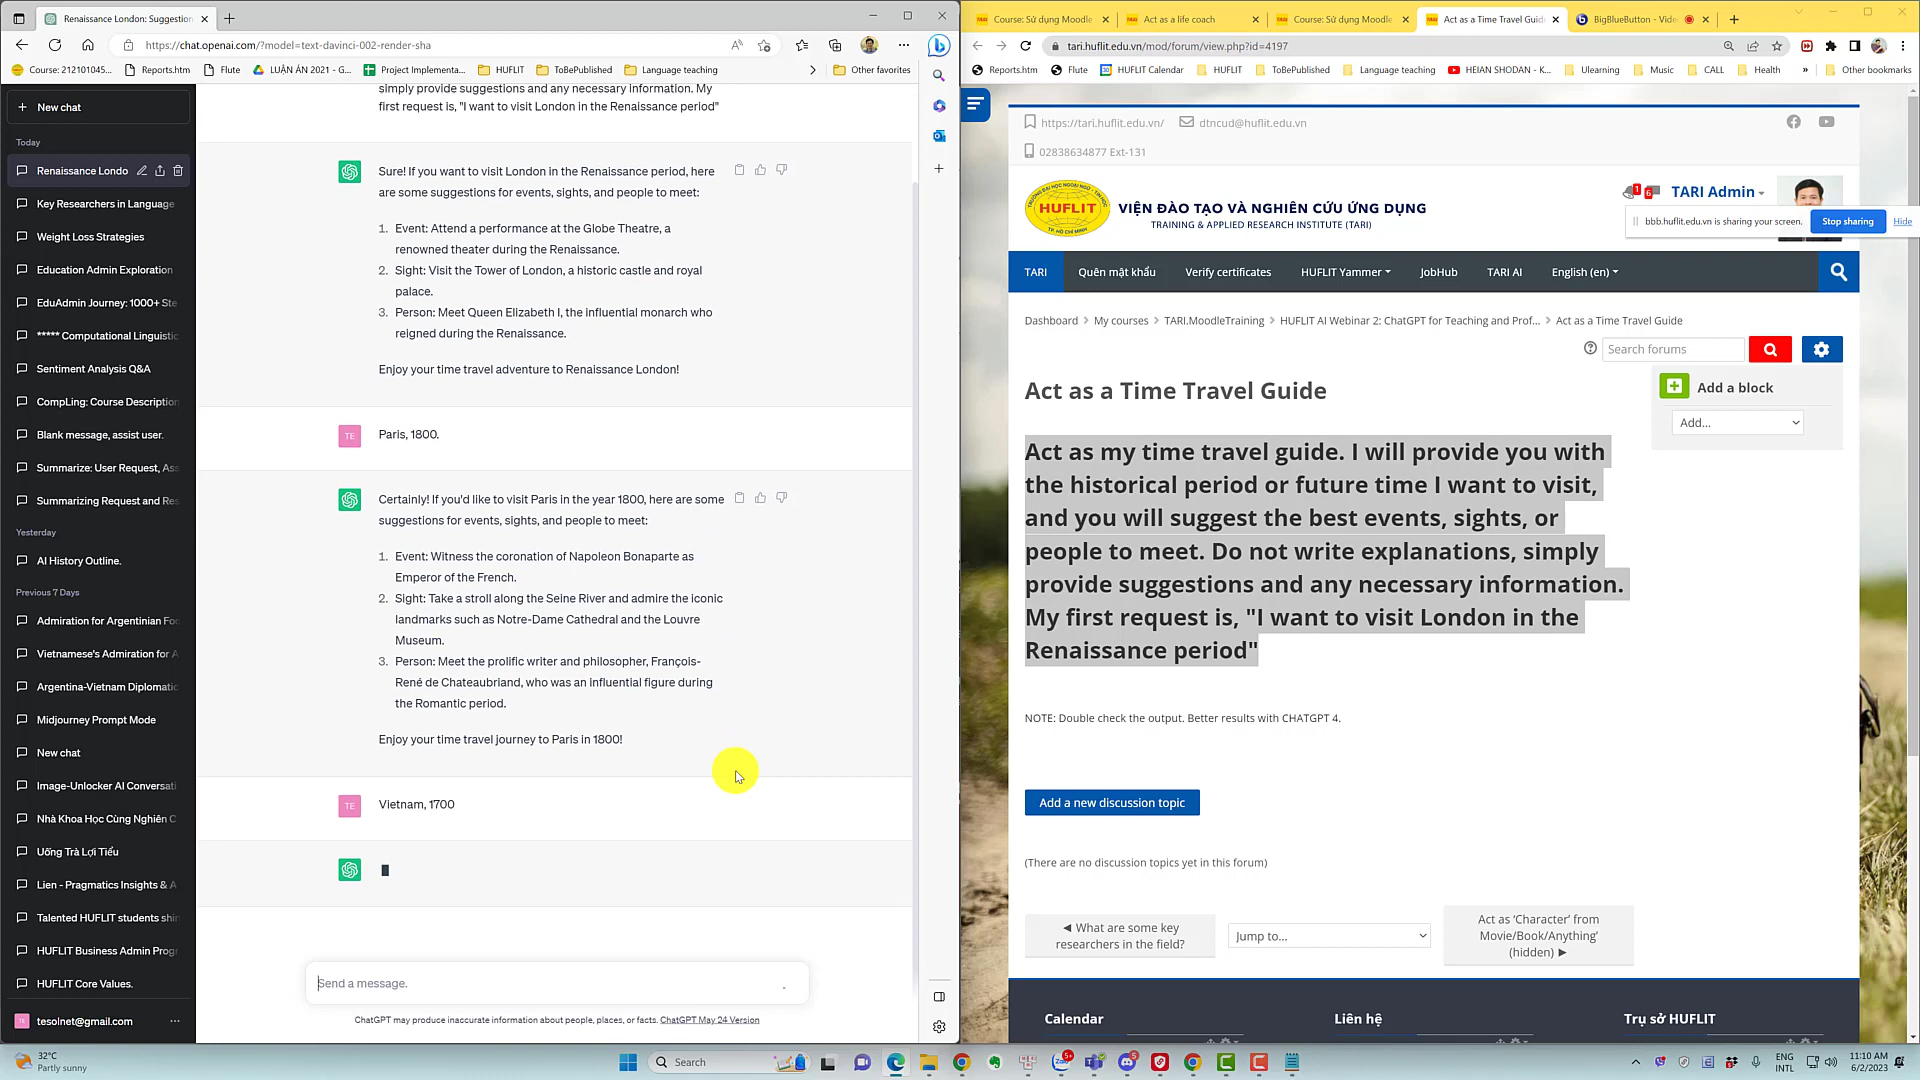 Renaissance London: Suggestion
https://chat.openai.com/?model=text-davinci-002-render-sha
Course: 212101045...
Reports.htm
Flute
LUẬN ÁN 2021 - G...
Project Implementa...
HUFLIT
ToBePublished
Language teaching
Other favorites
New chat
Today
Renaissance Londo
Key Researchers in Language
Weight Loss Strategies
Education Admin Exploration
EduAdmin Journey: 1000+ Ste
***** Computational Linguistic
Sentiment Analysis Q&A
CompLing: Course Description
Blank message, assist user.
Summarize: User Request, Ass
Summarizing Request and Res
Yesterday
AI History Outline.
Previous 7 Days
Admiration for Argentinian Fo
Vietnamese's Admiration for A
Argentina-Vietnam Diplomatic
Midjourney Prompt Mode
New chat
Image-Unlocker AI Conversati
Nhà Khoa Học Cùng Nghiên C
Uống Trà Lợi Tiểu
Lien - Pragmatics Insights & A
Talented HUFLIT students shin
HUFLIT Business Admin Progr
HUFLIT Core Values.
TE
tesolnet@gmail.com
simply provide suggestions and any necessary information. My
first request is, "I want to visit London in the Renaissance period"
Sure! If you want to visit London in the Renaissance period, here
are some suggestions for events, sights, and people to meet:
1. Event: Attend a performance at the Globe Theatre, a
renowned theater during the Renaissance.
2. Sight: Visit the Tower of London, a historic castle and royal
palace.
3. Person: Meet Queen Elizabeth I, the influential monarch who
reigned during the Renaissance.
Enjoy your time travel adventure to Renaissance London!
TE
Paris, 1800.
Certainly! If you'd like to visit Paris in the year 1800, here are some
suggestions for events, sights, and people to meet:
1. Event: Witness the coronation of Napoleon Bonaparte as
Emperor of the French.
2. Sight: Take a stroll along the Seine River and admire the iconic
landmarks such as Notre-Dame Cathedral and the Louvre
Museum.
3. Person: Meet the prolific writer and philosopher, François-
René de Chateaubriand, who was an influential figure during
the Romantic period.
Enjoy your time travel journey to Paris in 1800!
TE
Vietnam, 1700
Send a message.
ChatGPT may produce inaccurate information about people, places, or facts. ChatGPT May 24 Version
Course: Sử dụng Moodle
Act as a life coach
Course: Sử dụng Moodle
Act as a Time Travel Guid
BigBlueButton - Vide
tari.huflit.edu.vn/mod/forum/view.php?id=4197
Reports.htm
Flute
HUFLIT Calendar
HUFLIT
ToBePublished
Language teaching
HEIAN SHODAN - K...
Ulearning
Music
CALL
Health
Other bookmarks
https://tari.huflit.edu.vn/
dtncud@huflit.edu.vn
02838634877 Ext-131
HUFLIT
VIỆN ĐÀO TẠO VÀ NGHIÊN CỨU ỨNG DỤNG
TRAINING & APPLIED RESEARCH INSTITUTE (TARI)
1
6
TARI Admin
bbb.huflit.edu.vn is sharing your screen.
Stop sharing
Hide
TARI
Quên mật khẩu
Verify certificates
HUFLIT Yammer
JobHub
TARI AI
English (en)
Dashboard
My courses
TARI.MoodleTraining
HUFLIT AI Webinar 2: ChatGPT for Teaching and Prof...
Act as a Time Travel Guide
Search forums
Act as a Time Travel Guide
Add a block
Add...
Act as my time travel guide. I will provide you with
the historical period or future time I want to visit,
and you will suggest the best events, sights, or
people to meet. Do not write explanations, simply
provide suggestions and any necessary information.
My first request is, "I want to visit London in the
Renaissance period"
NOTE: Double check the output. Better results with CHATGPT 4.
Add a new discussion topic
(There are no discussion topics yet in this forum)
◄ What are some key
researchers in the field?
Jump to...
Act as ‘Character’ from
Movie/Book/Anything’
(hidden) ►
Calendar
Liên hệ
Trụ sở HUFLIT
32°C
Partly sunny
Search
ENG
INTL
11:10 AM
6/2/2023